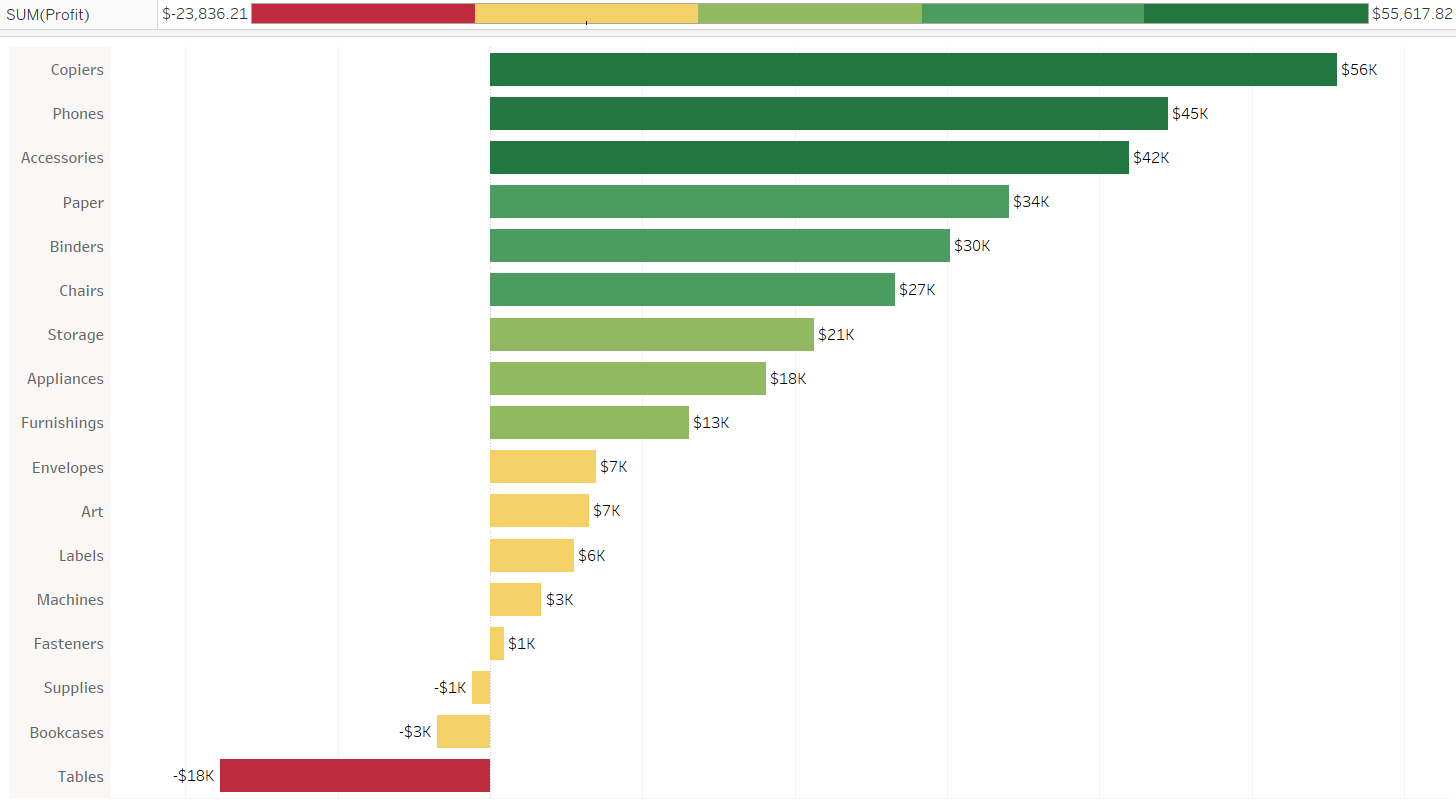 SUM(Profit) $-23,836.21 $55,617.82
Copiers $56K
Phones $45K
Accessories $42K
Paper $34K
Binders $30K
Chairs $27K
Storage $21K
Appliances $18K
Furnishings $13K
Envelopes $7K
Art $7K
Labels $6K
Machines $3K
Fasteners $1K
Supplies -$1K
Bookcases -$3K
Tables -$18K